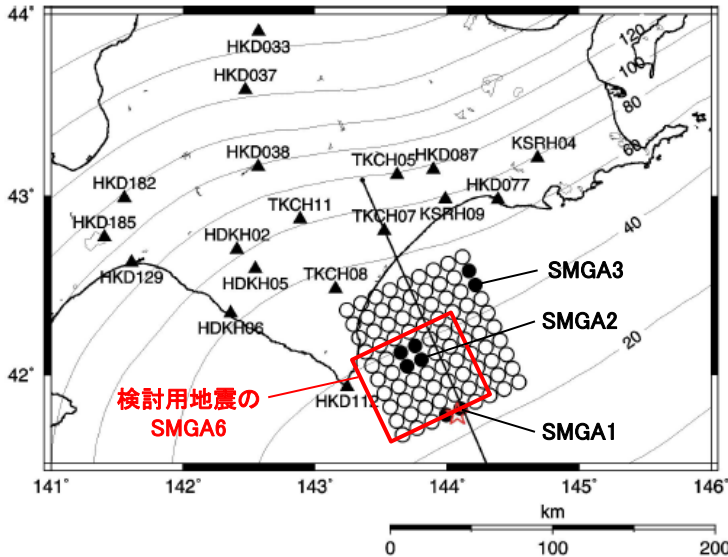 44°
HKD033
120
100
HKD037
80
KSRH04
60
HKD038
TKCH05
HKD087
43°
HKD182
HKD077
TKCH11
KSRH09
HKD185
TKCH07
40
HDKH02
HKD129
HDKH05
TKCH08
SMGA3
HDKH06
SMGA2
20
42°
検討用地震の
SMGA6
HKD112
SMGA1
141°
142°
143°
144°
145°
146°
km
0
100
200